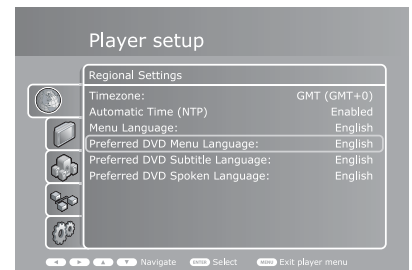 Player setup
Regional Settings
Timezone: GMT (GMT+0)
Automatic Time (NTP) Enabled
Menu Language: English
Preferred DVD Menu Language: English
Preferred DVD Subtitle Language: English
Preferred DVD Spoken Language: English
Navigate ENTER Select MENU Exit player menu